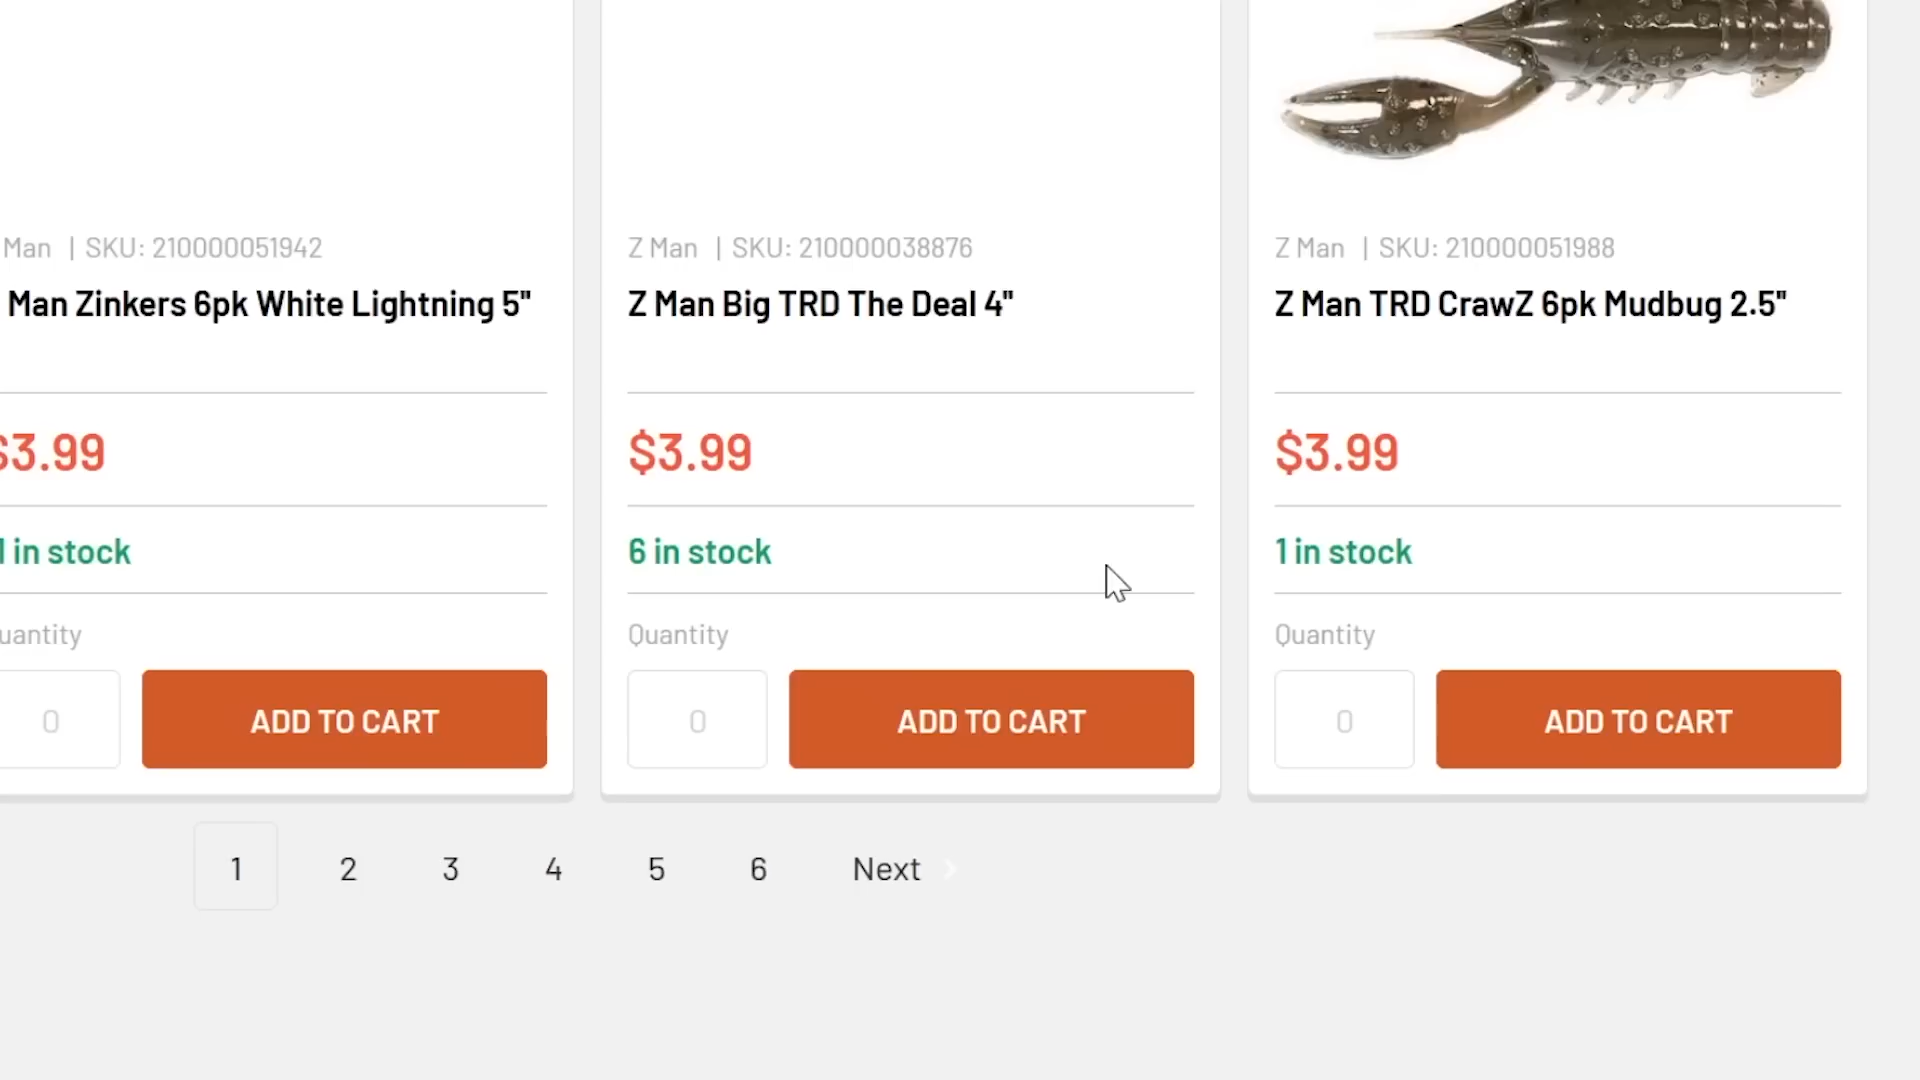 Man | SKU: 210000051942
Man Zinkers 6pk White Lightning 5"
$3.99
1 in stock
uantity
0
ADD TO CART
Z Man | SKU: 210000038876
Z Man Big TRD The Deal 4"
$3.99
6 in stock
Quantity
0
ADD TO CART
Z Man | SKU: 210000051988
Z Man TRD CrawZ 6pk Mudbug 2.5"
$3.99
1 in stock
Quantity
0
ADD TO CART
1 2 3 4 5 6 Next